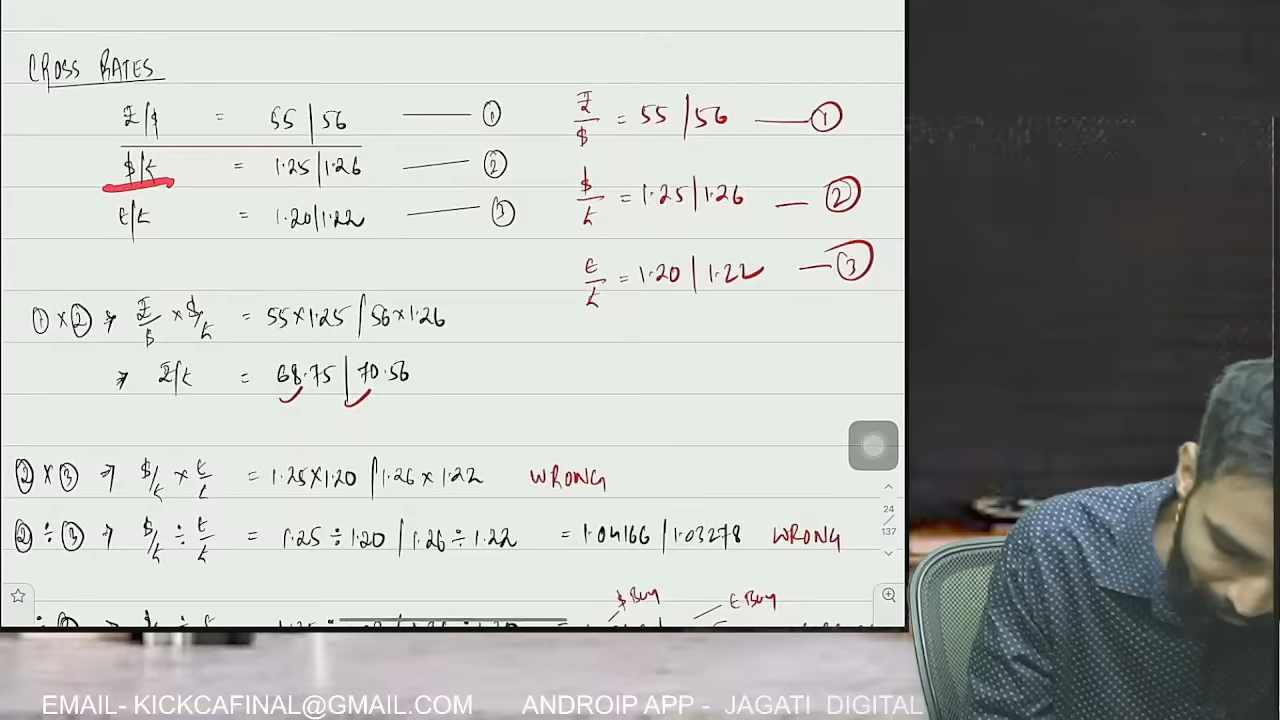 CROSS RATES
₹/$ = 55 | 56 —— ①
$/£ = 1.25 | 1.26 —— ②
€/£ = 1.20 | 1.22 —— ③
₹/$ = 55 | 56 —— ①
$/£ = 1.25 | 1.26 — ②
€/£ = 1.20 | 1.22 — ③
① × ② ⇒ ₹/$ × $/£ = 55×1.25 | 56×1.26
⇒ ₹/£ = 68.75 | 70.56
② × ③ ⇒ $/£ × €/£ = 1.25×1.20 | 1.26×1.22 WRONG
② ÷ ③ ⇒ $/£ ÷ €/£ = 1.25÷1.20 | 1.26÷1.22 = 1.04166 | 1.03278 WRONG
24
/
137
$ Buy € Buy
EMAIL- KICKCAFINAL@GMAIL.COM ANDROIP APP - JAGATI DIGITAL